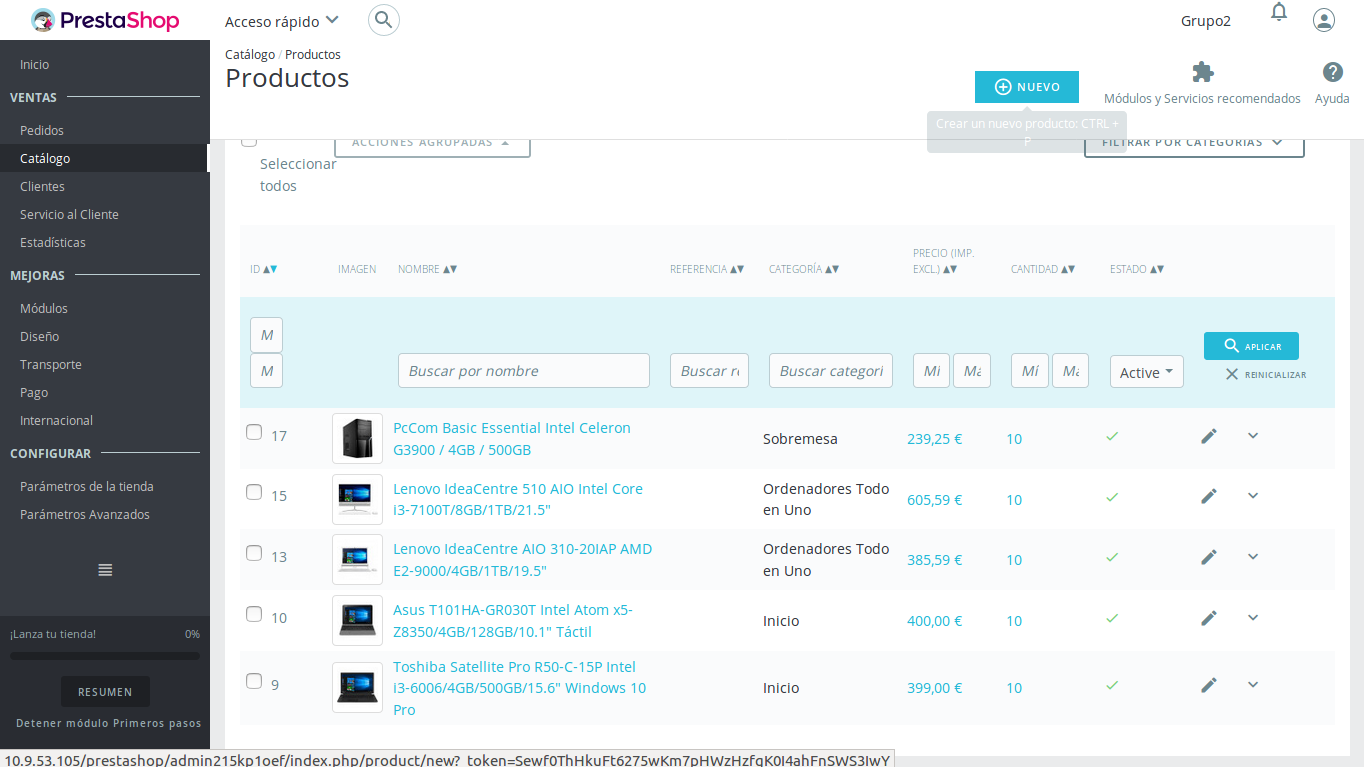 PrestaShop
Acceso rápido
Grupo2
Catálogo / Productos
Productos
NUEVO
Módulos y Servicios recomendados
Ayuda
Crear un nuevo producto: CTRL +
P
Inicio
VENTAS
Pedidos
Catálogo
Clientes
Servicio al Cliente
Estadísticas
MEJORAS
Módulos
Diseño
Transporte
Pago
Internacional
CONFIGURAR
Parámetros de la tienda
Parámetros Avanzados
¡Lanza tu tienda! 0%
RESUMEN
Detener módulo Primeros pasos
Seleccionar
todos
ACCIONES AGRUPADAS
FILTRAR POR CATEGORÍAS
ID IMAGEN NOMBRE REFERENCIA CATEGORÍA PRECIO (IMP. EXCL.) CANTIDAD ESTADO
M
M
Buscar por nombre Buscar re Buscar categorí Mí Má Mí Má Active
APLICAR
REINICIALIZAR
17 PcCom Basic Essential Intel Celeron
G3900 / 4GB / 500GB
Sobremesa 239,25 € 10
15 Lenovo IdeaCentre 510 AIO Intel Core
i3-7100T/8GB/1TB/21.5"
Ordenadores Todo
en Uno
605,59 € 10
13 Lenovo IdeaCentre AIO 310-20IAP AMD
E2-9000/4GB/1TB/19.5"
Ordenadores Todo
en Uno
385,59 € 10
10 Asus T101HA-GR030T Intel Atom x5-
Z8350/4GB/128GB/10.1" Táctil
Inicio 400,00 € 10
9 Toshiba Satellite Pro R50-C-15P Intel
i3-6006/4GB/500GB/15.6" Windows 10
Pro
Inicio 399,00 € 10
10.9.53.105/prestashop/admin215kp1oef/index.php/product/new?_token=Sewf0ThHkuFt6275wKm7pHWzHzfqK0I4ahFnSWS3IwY